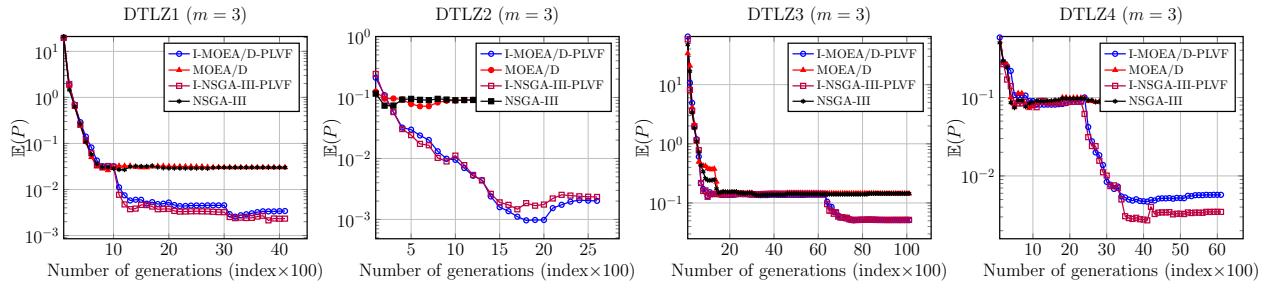 DTLZ1 (m = 3)
10^1
10^0
10^−1
10^−2
10^−3
𝔼(P)
I-MOEA/D-PLVF
MOEA/D
I-NSGA-III-PLVF
NSGA-III
10 20 30 40
Number of generations (index×100)
DTLZ2 (m = 3)
10^0
10^−1
10^−2
10^−3
𝔼(P)
I-MOEA/D-PLVF
MOEA/D
I-NSGA-III-PLVF
NSGA-III
5 10 15 20 25
Number of generations (index×100)
DTLZ3 (m = 3)
10^1
10^0
10^−1
𝔼(P)
I-MOEA/D-PLVF
MOEA/D
I-NSGA-III-PLVF
NSGA-III
20 40 60 80 100
Number of generations (index×100)
DTLZ4 (m = 3)
10^−1
10^−2
𝔼(P)
I-MOEA/D-PLVF
MOEA/D
I-NSGA-III-PLVF
NSGA-III
10 20 30 40 50 60
Number of generations (index×100)